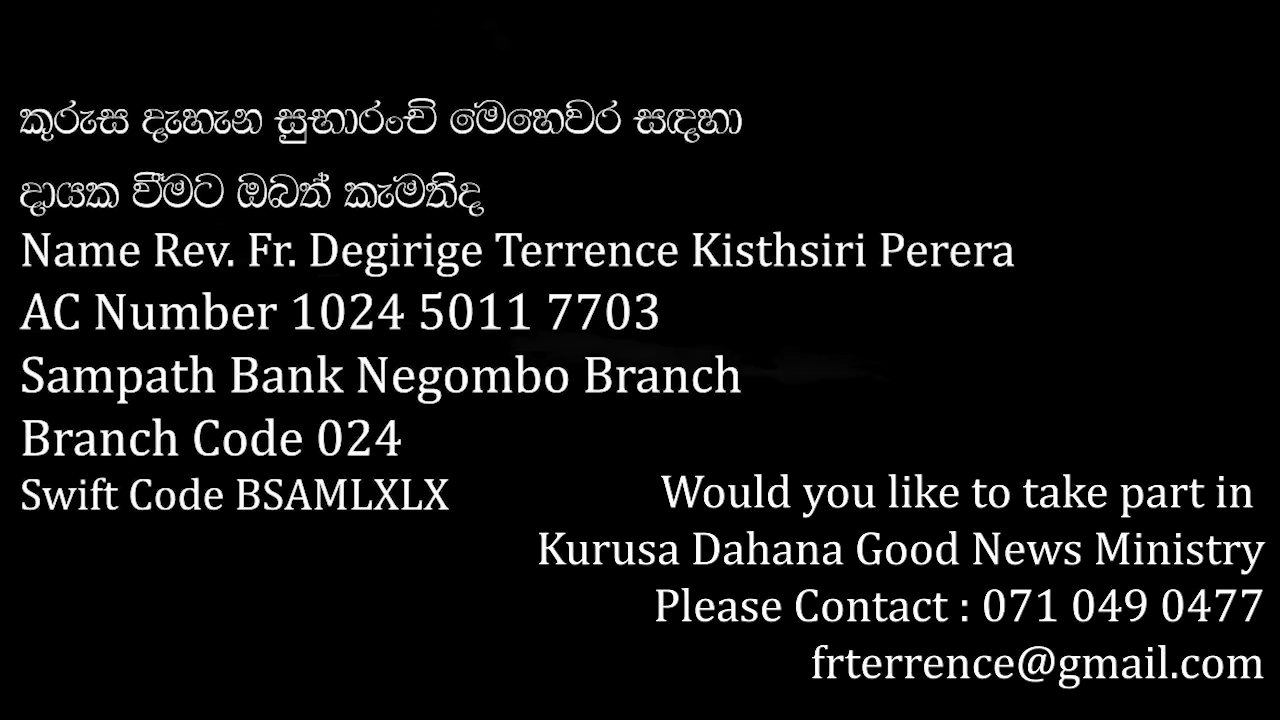 කුරුස දැහැන සුභාරංචි මෙහෙවර සඳහා
දායක වීමට ඔබත් කැමතිද
Name Rev. Fr. Degirige Terrence Kisthsiri Perera
AC Number 1024 5011 7703
Sampath Bank Negombo Branch
Branch Code 024
Swift Code BSAMLXLX
Would you like to take part in
Kurusa Dahana Good News Ministry
Please Contact : 071 049 0477
frterrence@gmail.com